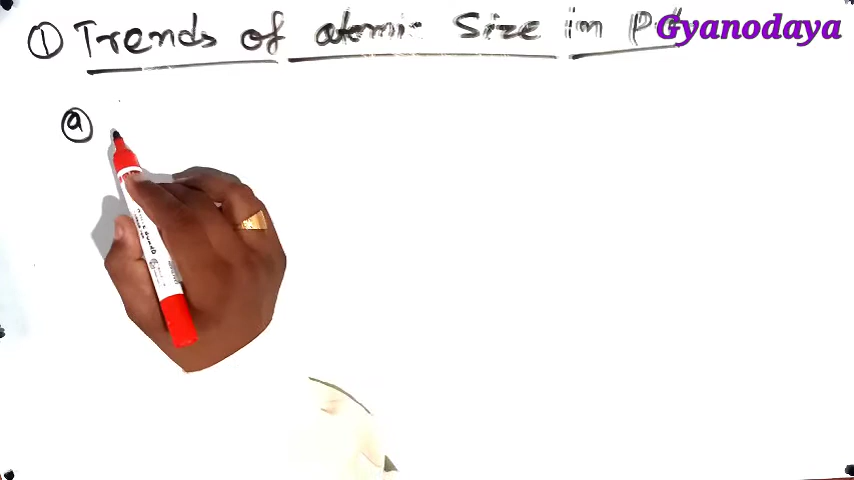 ① Trends of atomic Size in
Gyanodaya
ⓐ